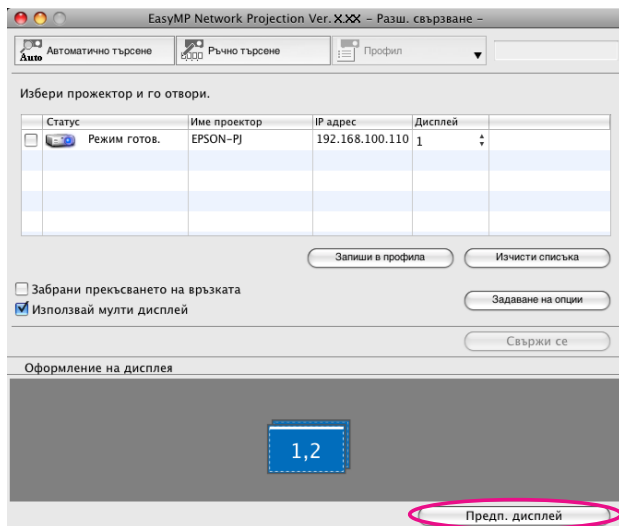 EasyMP Network Projection Ver. X.XX – Разш. свързване –
Auto Автоматично търсене Ръчно търсене Профил
Избери прожектор и го отвори.
Статус Име проектор IP адрес Дисплей
Режим готов. EPSON-PJ 192.168.100.110 1
Запиши в профила Изчисти списъка
Забрани прекъсването на връзката
Използвай мулти дисплей
Задаване на опции
Свържи се
Оформление на дисплея
1,2
Предп. дисплей